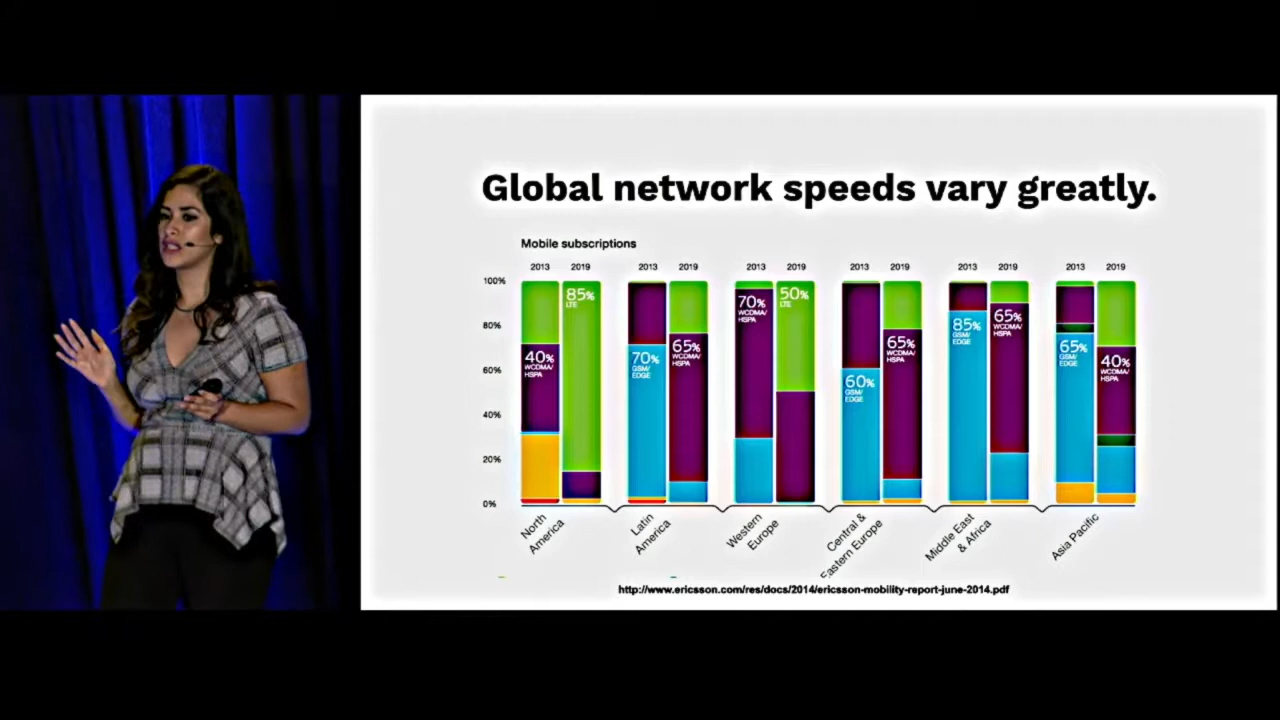 Global network speeds vary greatly.
Mobile subscriptions
2013 2019 2013 2019 2013 2019 2013 2019 2013 2019 2013 2019
100%
80%
60%
40%
20%
0%
40%
WCDMA/
HSPA
85%
LTE
70%
GSM/
EDGE
65%
WCDMA/
HSPA
70%
WCDMA/
HSPA
50%
LTE
60%
GSM/
EDGE
65%
WCDMA/
HSPA
85%
GSM/
EDGE
65%
WCDMA/
HSPA
65%
GSM/
EDGE
40%
WCDMA/
HSPA
North
America
Latin
America
Western
Europe
Central &
Eastern Europe
Middle East
& Africa
Asia Pacific
http://www.ericsson.com/res/docs/2014/ericsson-mobility-report-june-2014.pdf